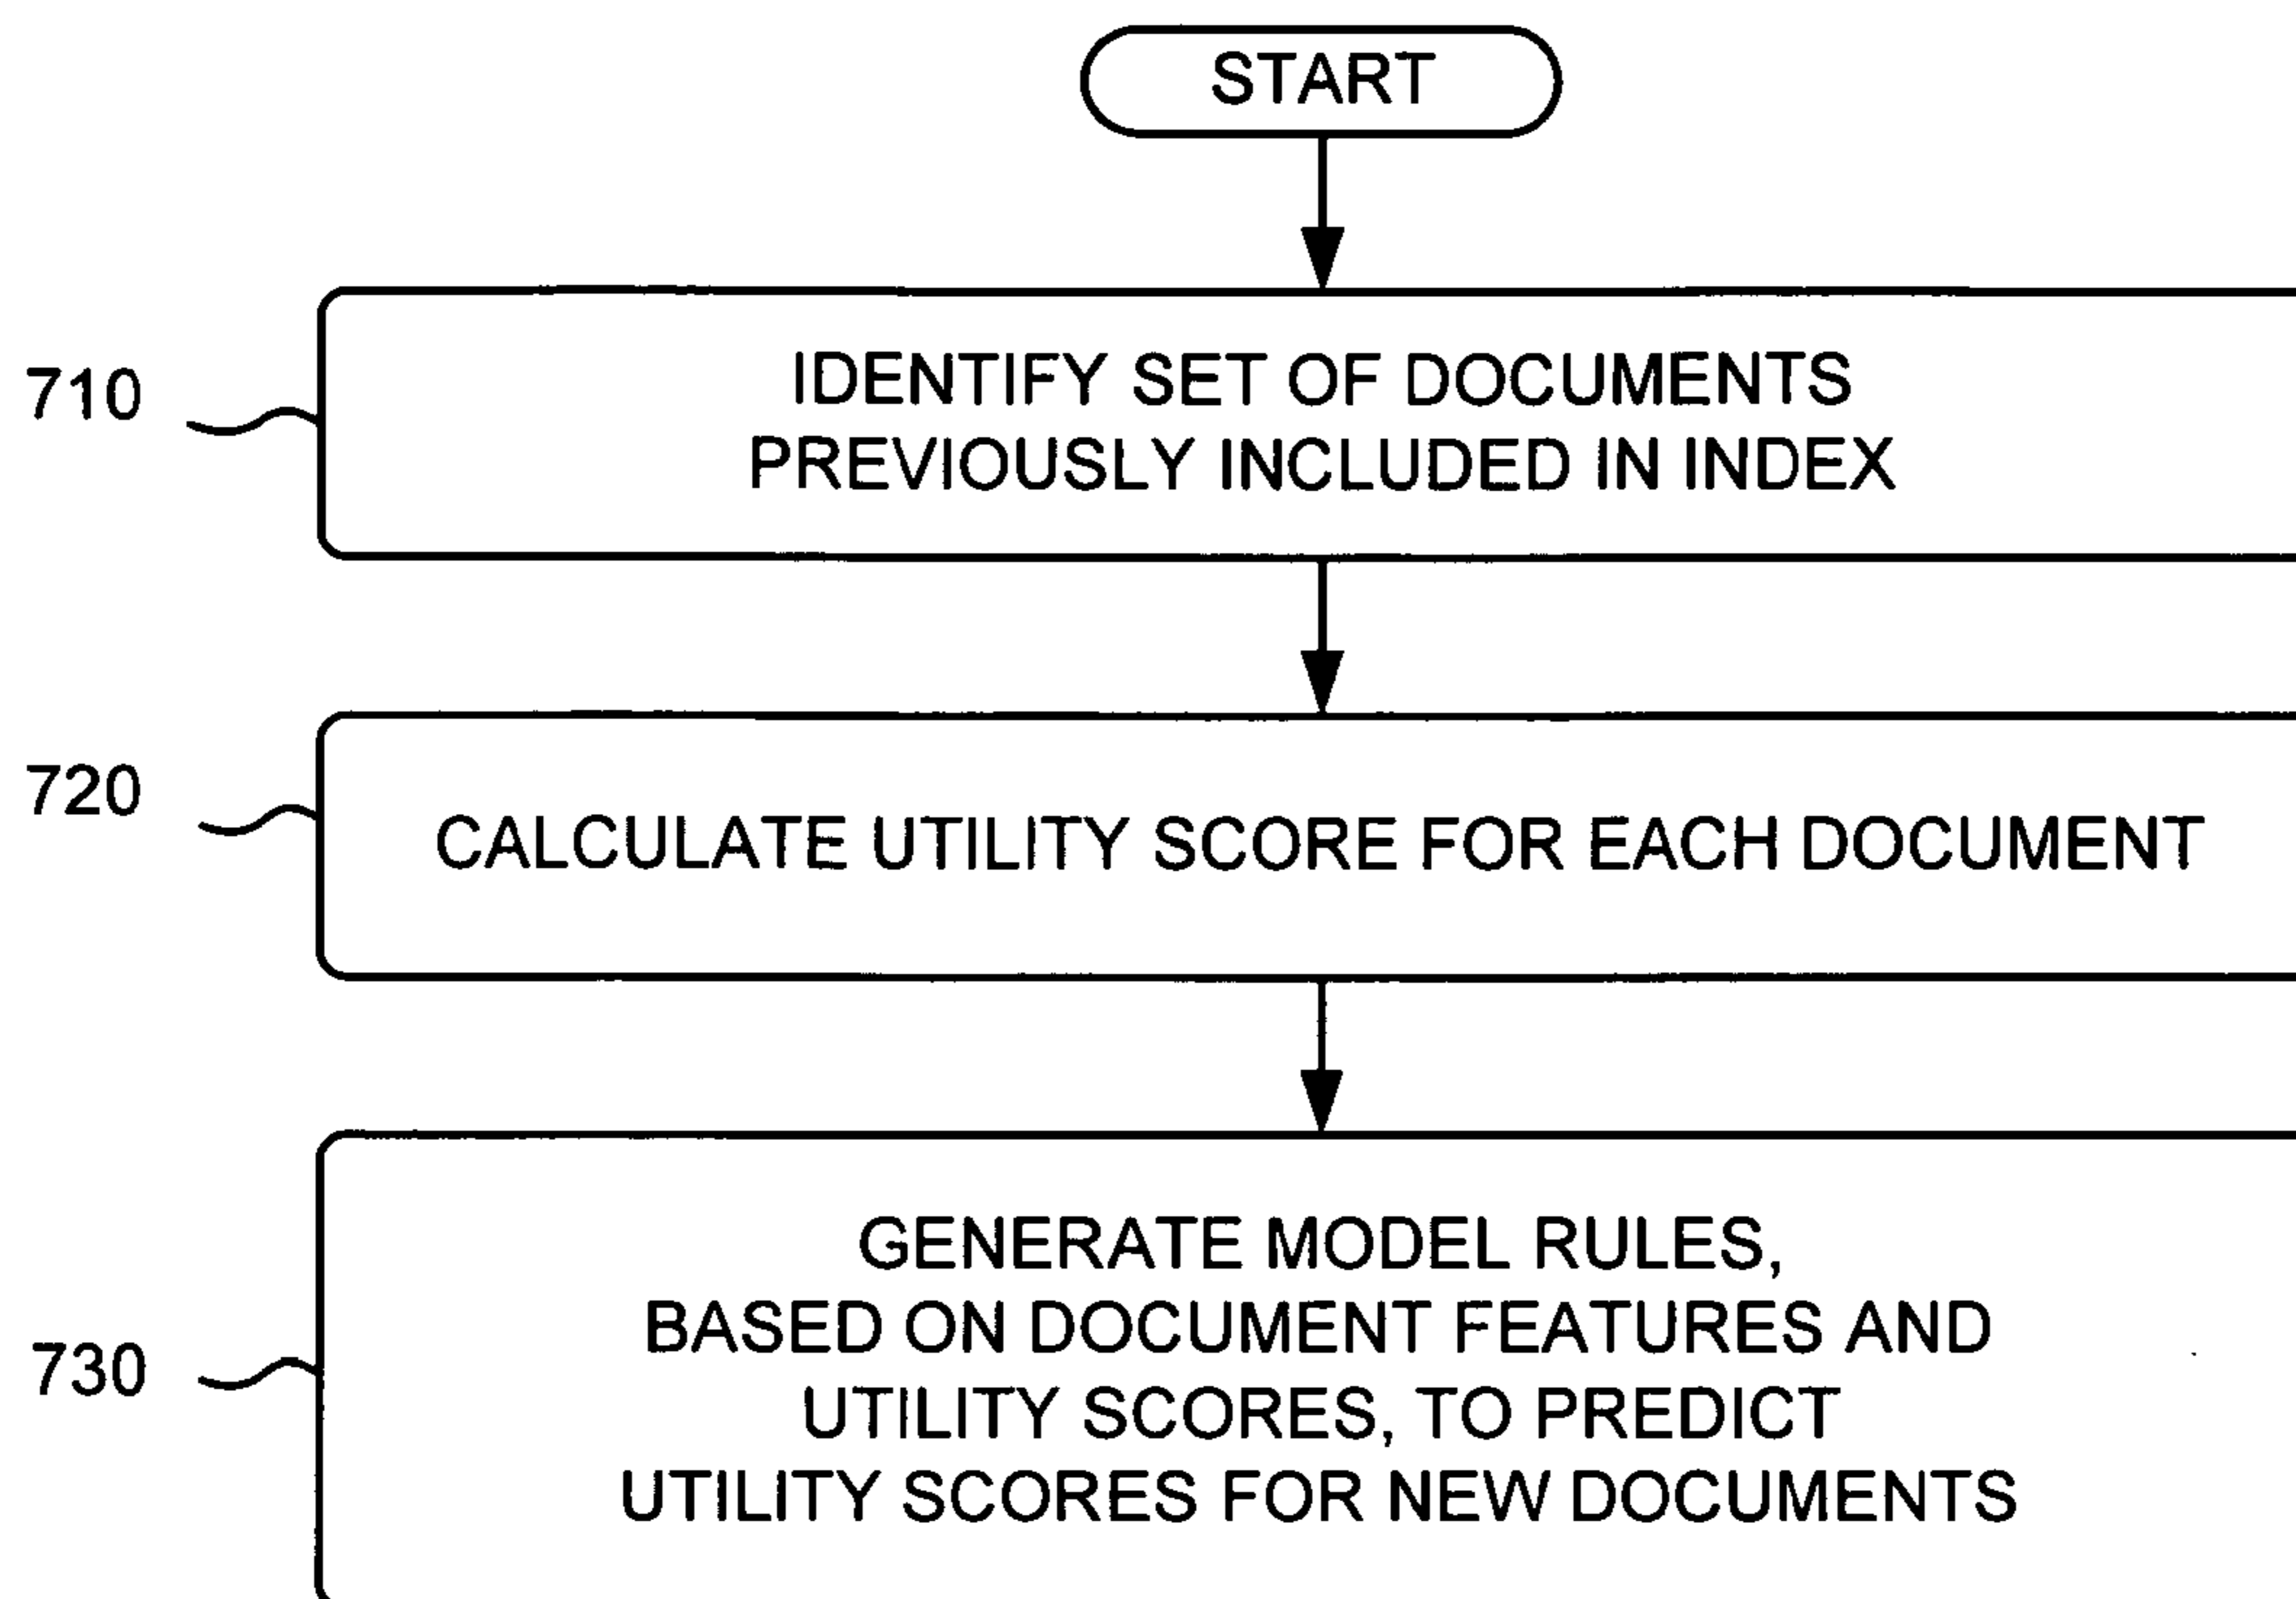 START
710
IDENTIFY SET OF DOCUMENTS
PREVIOUSLY INCLUDED IN INDEX
720
CALCULATE UTILITY SCORE FOR EACH DOCUMENT
730
GENERATE MODEL RULES,
BASED ON DOCUMENT FEATURES AND
UTILITY SCORES, TO PREDICT
UTILITY SCORES FOR NEW DOCUMENTS